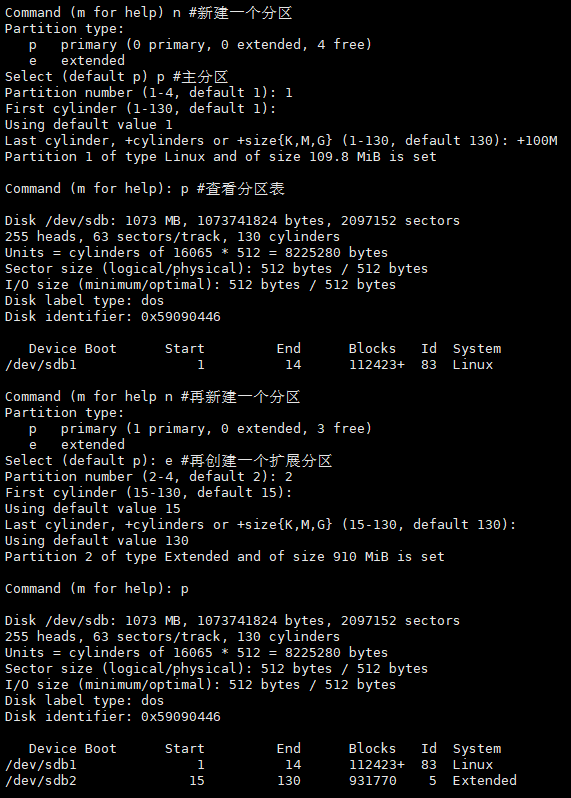 Command (m for help) n #新建一个分区
Partition type:
   p   primary (0 primary, 0 extended, 4 free)
   e   extended
Select (default p) p #主分区
Partition number (1-4, default 1): 1
First cylinder (1-130, default 1):
Using default value 1
Last cylinder, +cylinders or +size{K,M,G} (1-130, default 130): +100M
Partition 1 of type Linux and of size 109.8 MiB is set
Command (m for help): p #查看分区表
Disk /dev/sdb: 1073 MB, 1073741824 bytes, 2097152 sectors
255 heads, 63 sectors/track, 130 cylinders
Units = cylinders of 16065 * 512 = 8225280 bytes
Sector size (logical/physical): 512 bytes / 512 bytes
I/O size (minimum/optimal): 512 bytes / 512 bytes
Disk label type: dos
Disk identifier: 0x59090446
   Device Boot      Start         End      Blocks   Id  System
/dev/sdb1               1          14      112423+  83  Linux
Command (m for help n #再新建一个分区
Partition type:
   p   primary (1 primary, 0 extended, 3 free)
   e   extended
Select (default p): e #再创建一个扩展分区
Partition number (2-4, default 2): 2
First cylinder (15-130, default 15):
Using default value 15
Last cylinder, +cylinders or +size{K,M,G} (15-130, default 130):
Using default value 130
Partition 2 of type Extended and of size 910 MiB is set
Command (m for help): p
Disk /dev/sdb: 1073 MB, 1073741824 bytes, 2097152 sectors
255 heads, 63 sectors/track, 130 cylinders
Units = cylinders of 16065 * 512 = 8225280 bytes
Sector size (logical/physical): 512 bytes / 512 bytes
I/O size (minimum/optimal): 512 bytes / 512 bytes
Disk label type: dos
Disk identifier: 0x59090446
   Device Boot      Start         End      Blocks   Id  System
/dev/sdb1               1          14      112423+  83  Linux
/dev/sdb2              15         130      931770    5  Extended